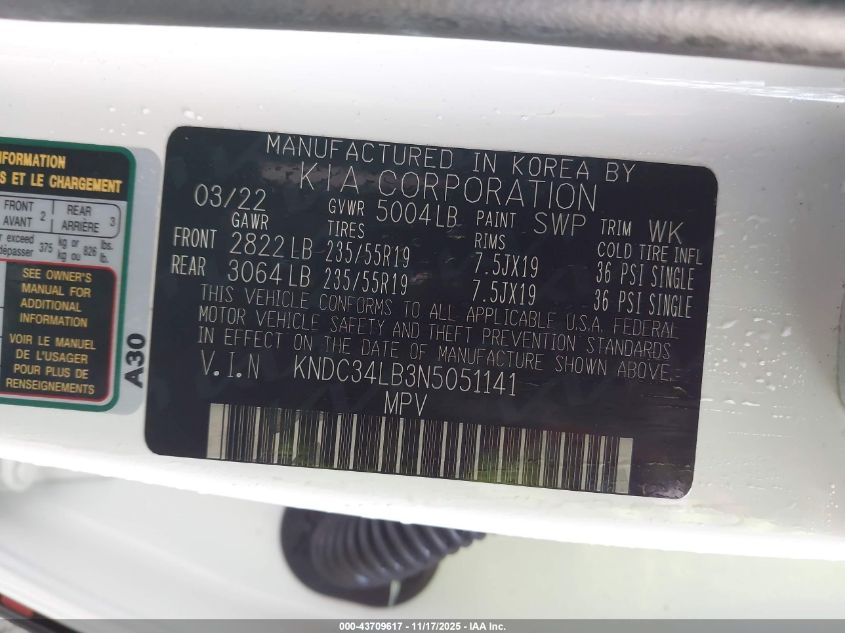 MANUFACTURED IN KOREA BY
KIA CORPORATION
03/22 GVWR 5004LB PAINT SWP TRIM WK
GAWR TIRES RIMS COLD TIRE INFL
FRONT 2822LB 235/55R19 7.5JX19 36 PSI SINGLE
REAR 3064LB 235/55R19 7.5JX19 36 PSI SINGLE
THIS VEHICLE CONFORMS TO ALL APPLICABLE U.S.A. FEDERAL
MOTOR VEHICLE SAFETY AND THEFT PREVENTION STANDARDS
IN EFFECT ON THE DATE OF MANUFACTURE SHOWN ABOVE.
V.I.N KNDC34LB3N5051141
MPV
ET LE CHARGEMENT
FRONT AVANT 2 REAR ARRIÈRE 3
exceed 375 kg or 826 lbs.
kg ou lb.
SEE OWNER'S
MANUAL FOR
ADDITIONAL
INFORMATION
VOIR LE MANUEL
DE L'USAGER
POUR PLUS DE
RENSEIGNEMENTS
A30
000-43709617 - 11/17/2025 - IAA Inc.